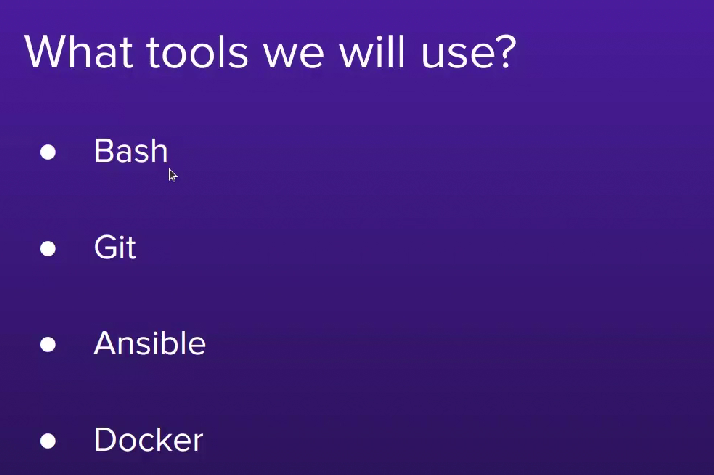 What tools we will use?
● Bash
● Git
● Ansible
● Docker